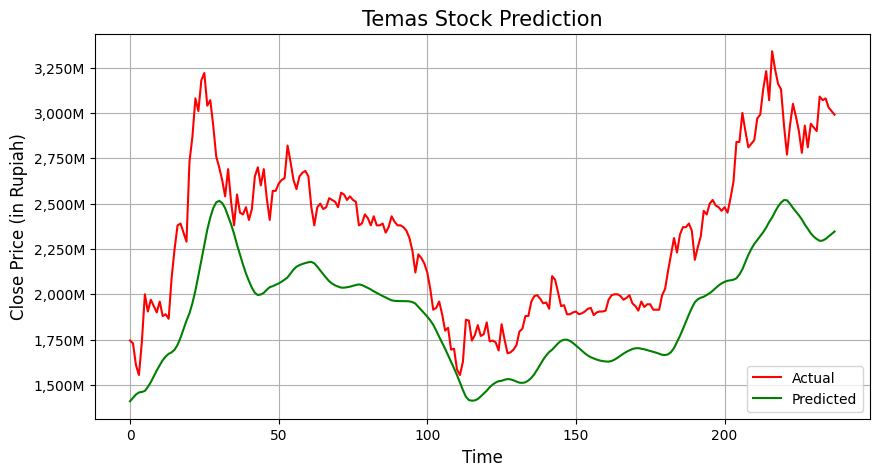 Temas Stock Prediction
Close Price (in Rupiah)
3,250M
3,000M
2,750M
2,500M
2,250M
2,000M
1,750M
1,500M
0 50 100 150 200
Time
Actual
Predicted